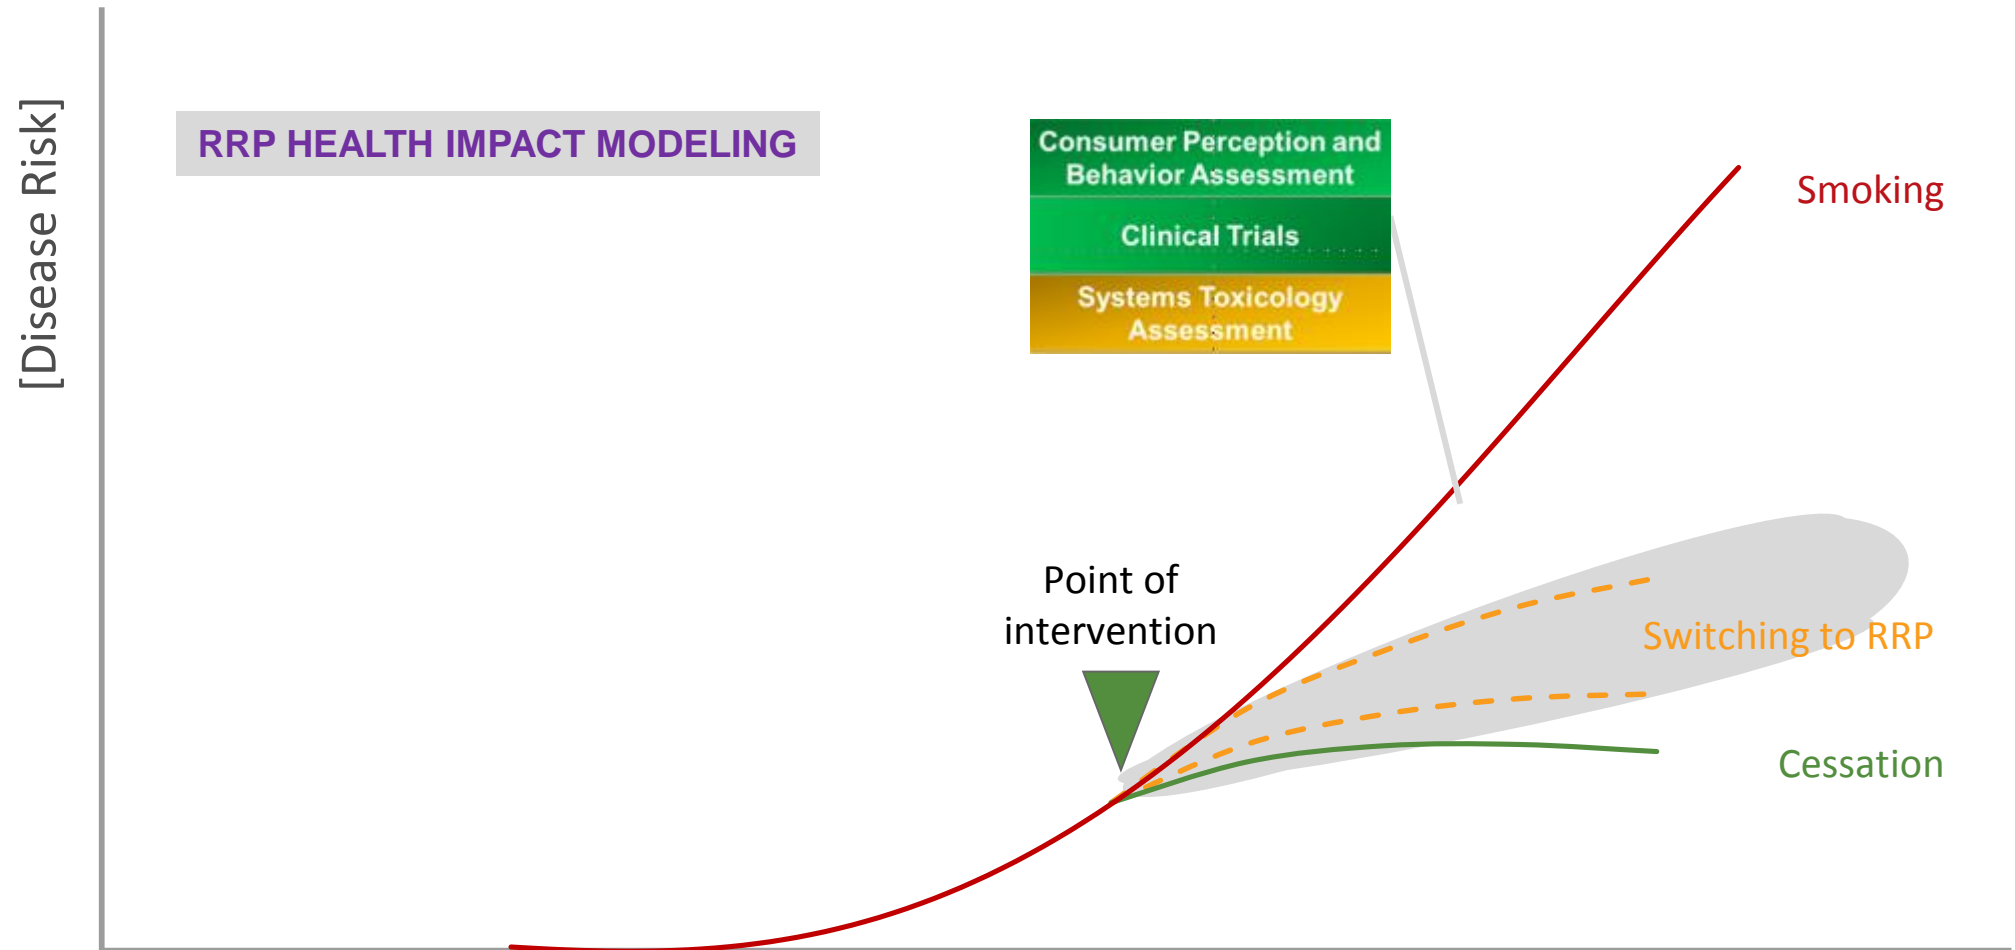 [Disease Risk]
RRP HEALTH IMPACT MODELING
Consumer Perception and
Behavior Assessment
Clinical Trials
Systems Toxicology
Assessment
Smoking
Point of
intervention
Switching to RRP
Cessation